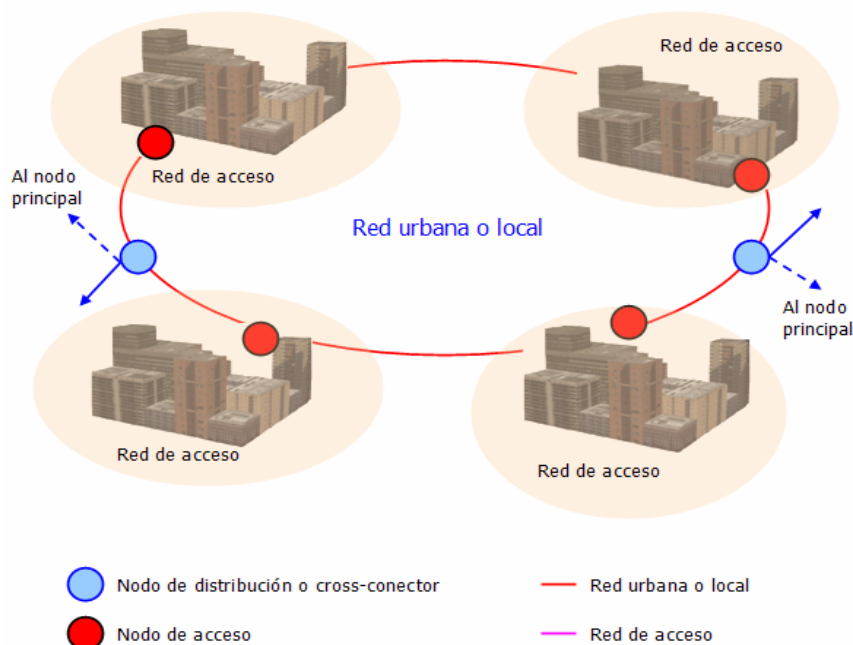 Red de acceso
Red de acceso
Al nodo
principal
Red urbana o local
Al nodo
principal
Red de acceso
Red de acceso
Nodo de distribución o cross-conector
Red urbana o local
Nodo de acceso
Red de acceso